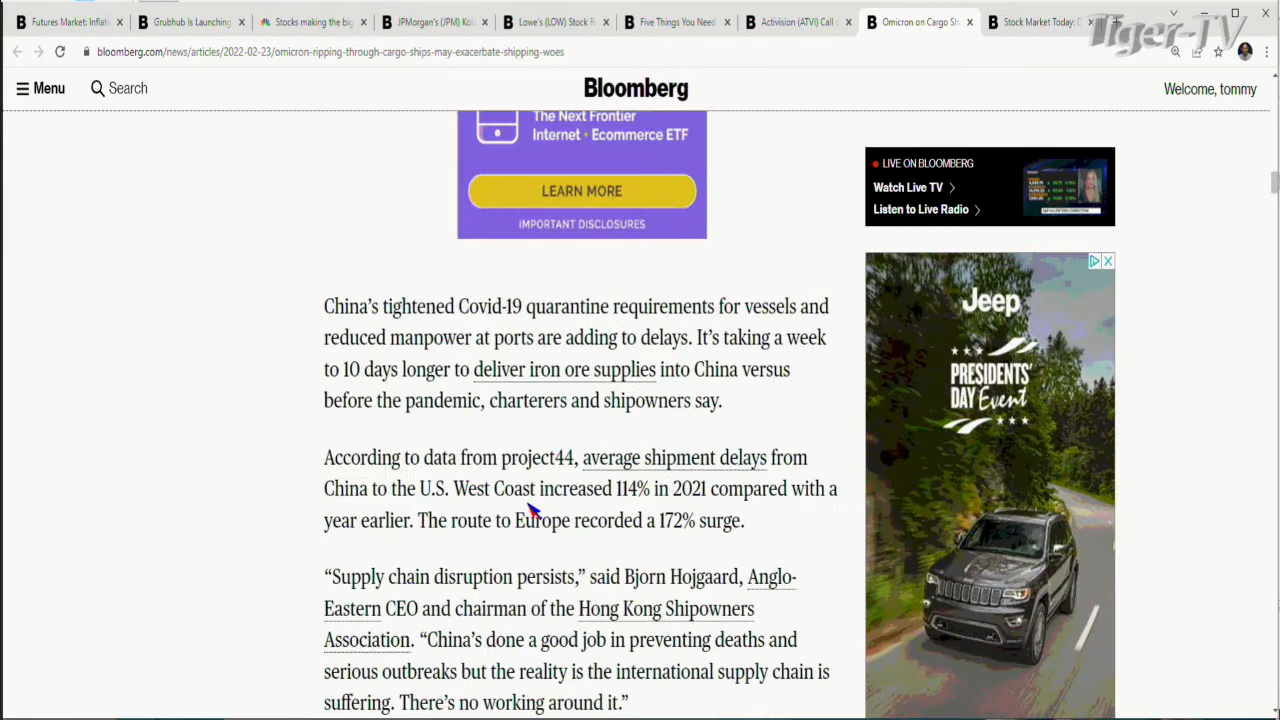 Futures Market: Inflati
Grubhub Is Launching
Stocks making the big
JPMorgan's (JPM) Kol
Lowe's (LOW) Stock R
Five Things You Need
Activision (ATVI) Call o
Omicron on Cargo Sh
Stock Market Today: D
Tiger-TV
bloomberg.com/news/articles/2022-02-23/omicron-ripping-through-cargo-ships-may-exacerbate-shipping-woes
Menu
Search
Bloomberg
Welcome, tommy
The Next Frontier
Internet • Ecommerce ETF
LEARN MORE
IMPORTANT DISCLOSURES
LIVE ON BLOOMBERG
Watch Live TV
Listen to Live Radio
Jeep
PRESIDENTS'
DAY Event
China's tightened Covid-19 quarantine requirements for vessels and
reduced manpower at ports are adding to delays. It's taking a week
to 10 days longer to deliver iron ore supplies into China versus
before the pandemic, charterers and shipowners say.
According to data from project44, average shipment delays from
China to the U.S. West Coast increased 114% in 2021 compared with a
year earlier. The route to Europe recorded a 172% surge.
“Supply chain disruption persists,” said Bjorn Hojgaard, Anglo-
Eastern CEO and chairman of the Hong Kong Shipowners
Association. “China's done a good job in preventing deaths and
serious outbreaks but the reality is the international supply chain is
suffering. There's no working around it.”